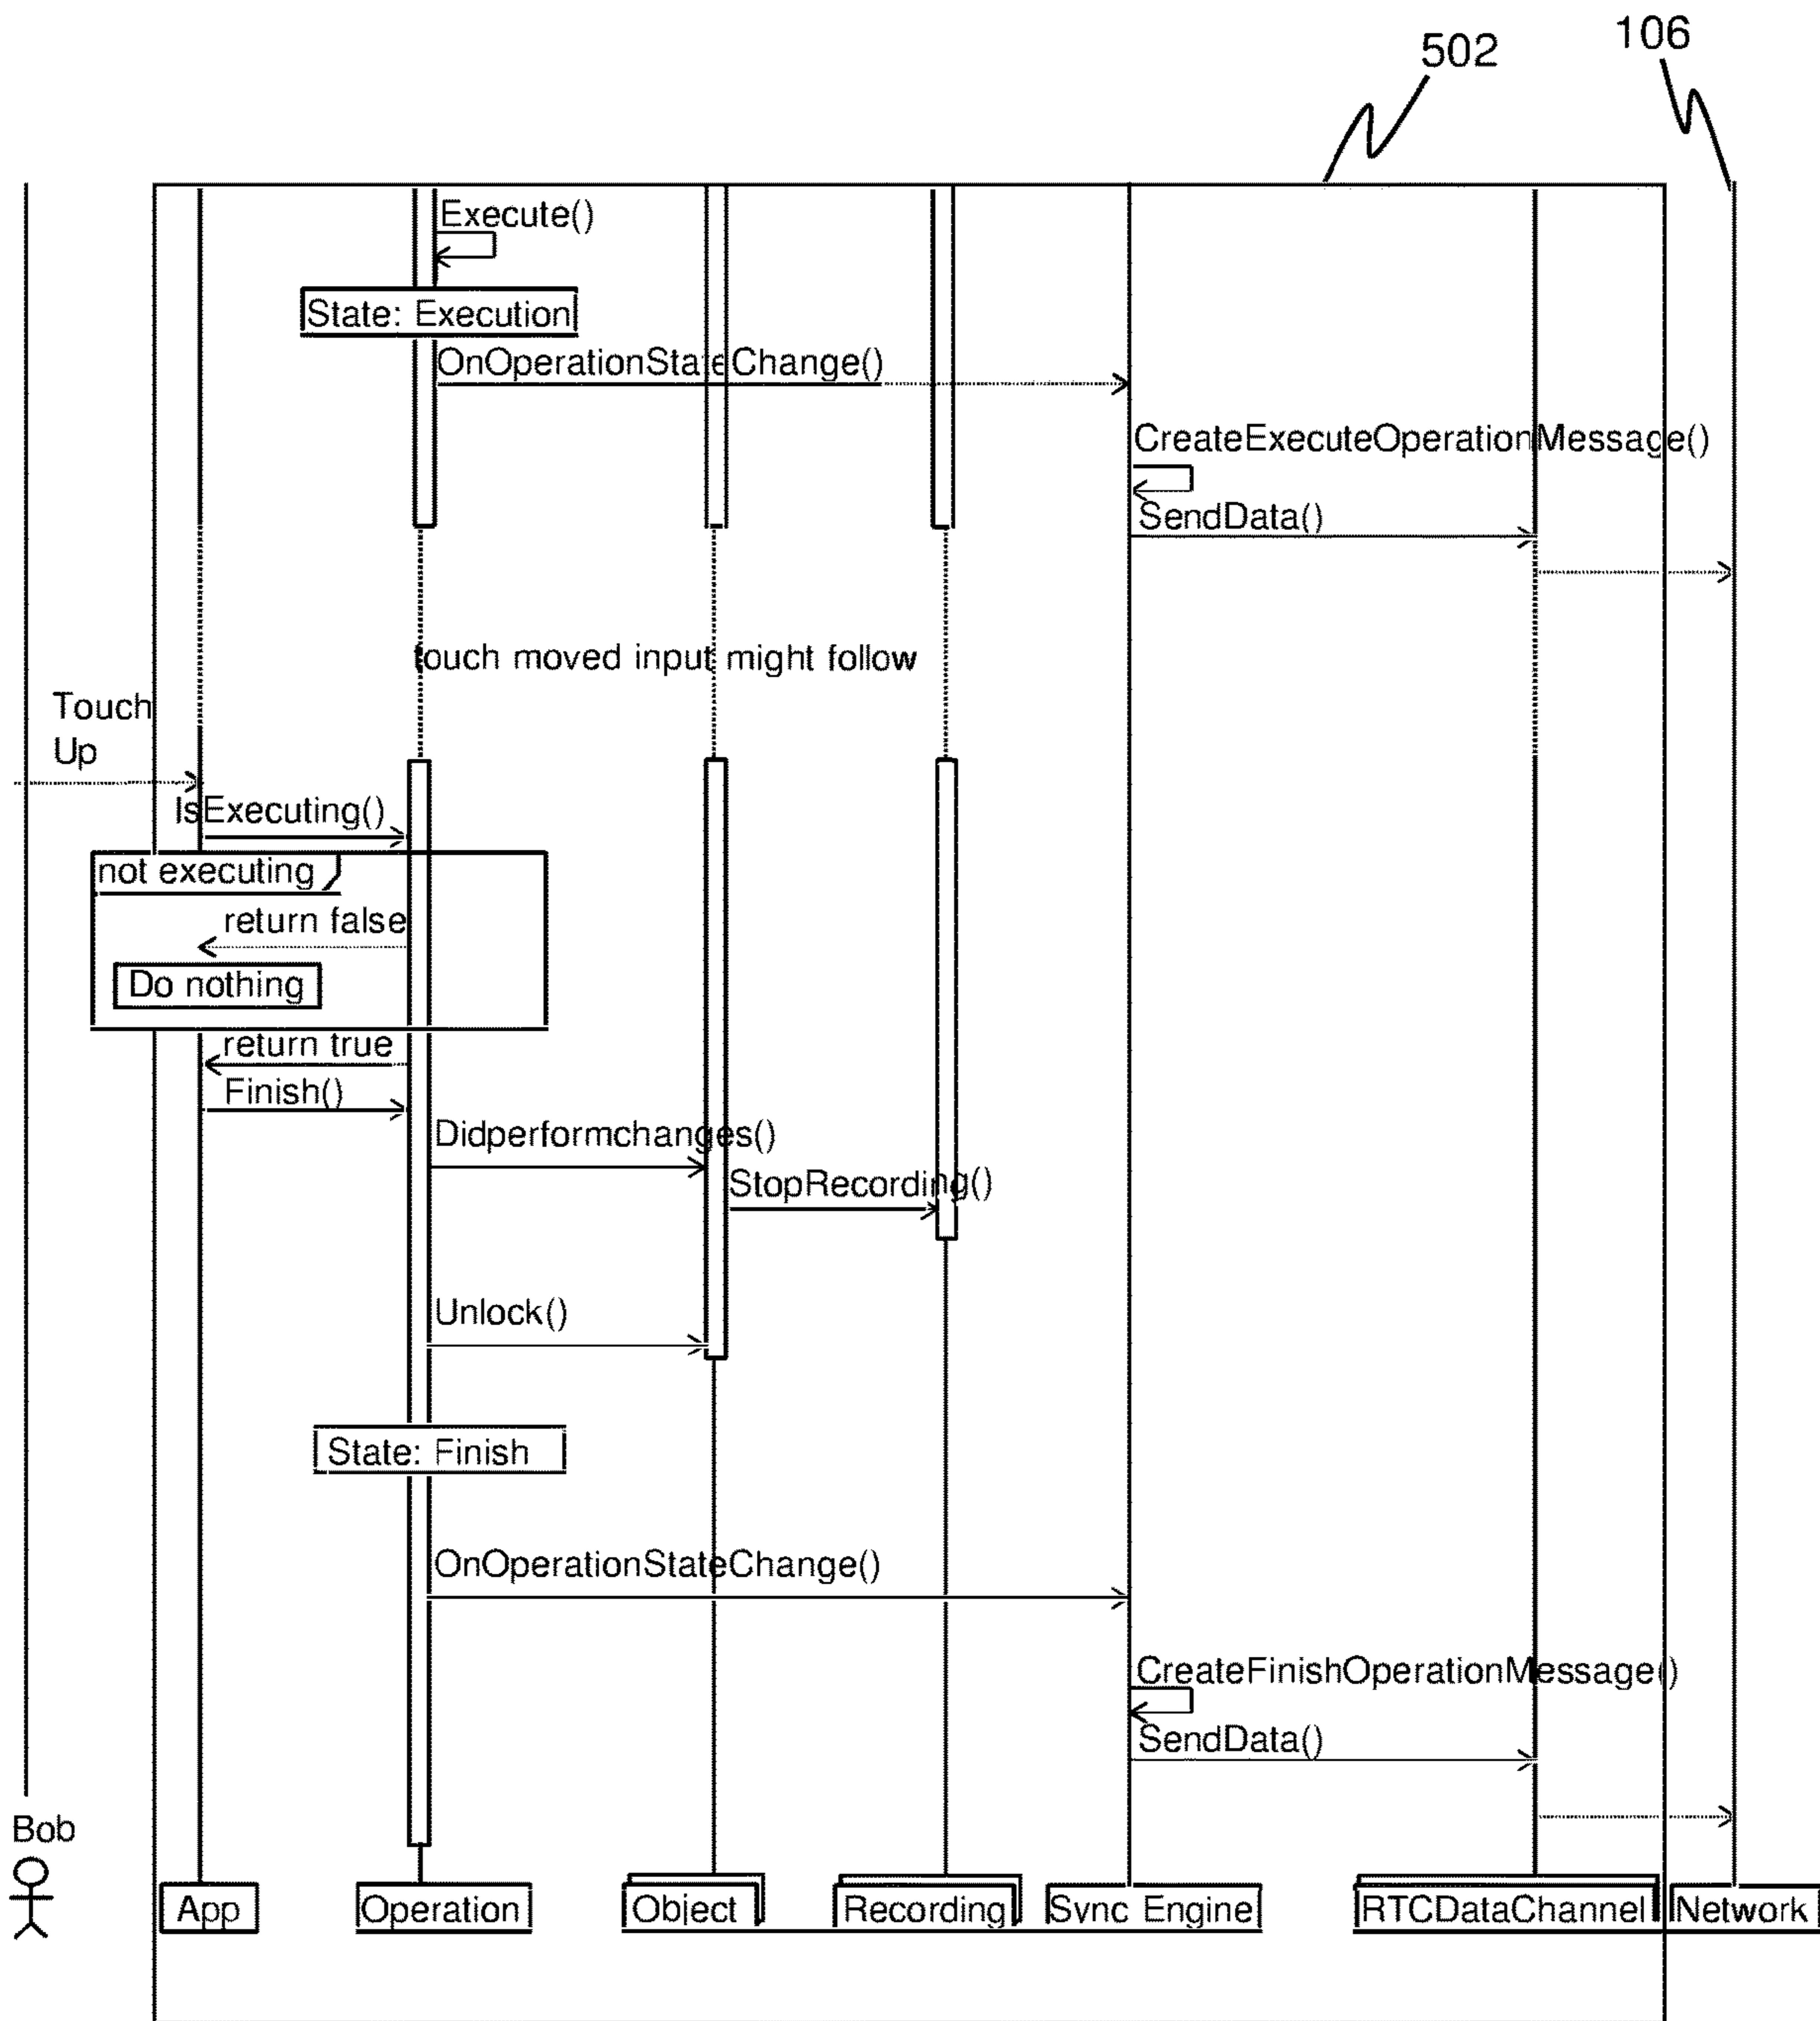 106
502
Execute()
State: Execution
OnOperationStateChange()
CreateExecuteOperationMessage()
SendData()
touch moved input might follow
Touch
Up
IsExecuting()
not executing
return false
Do nothing
return true
Finish()
Didperformchanges()
StopRecording()
Unlock()
State: Finish
OnOperationStateChange()
CreateFinishOperationMessage()
SendData()
Bob
App
Operation
Object
Recording
Sync Engine
RTCDataChannel
Network